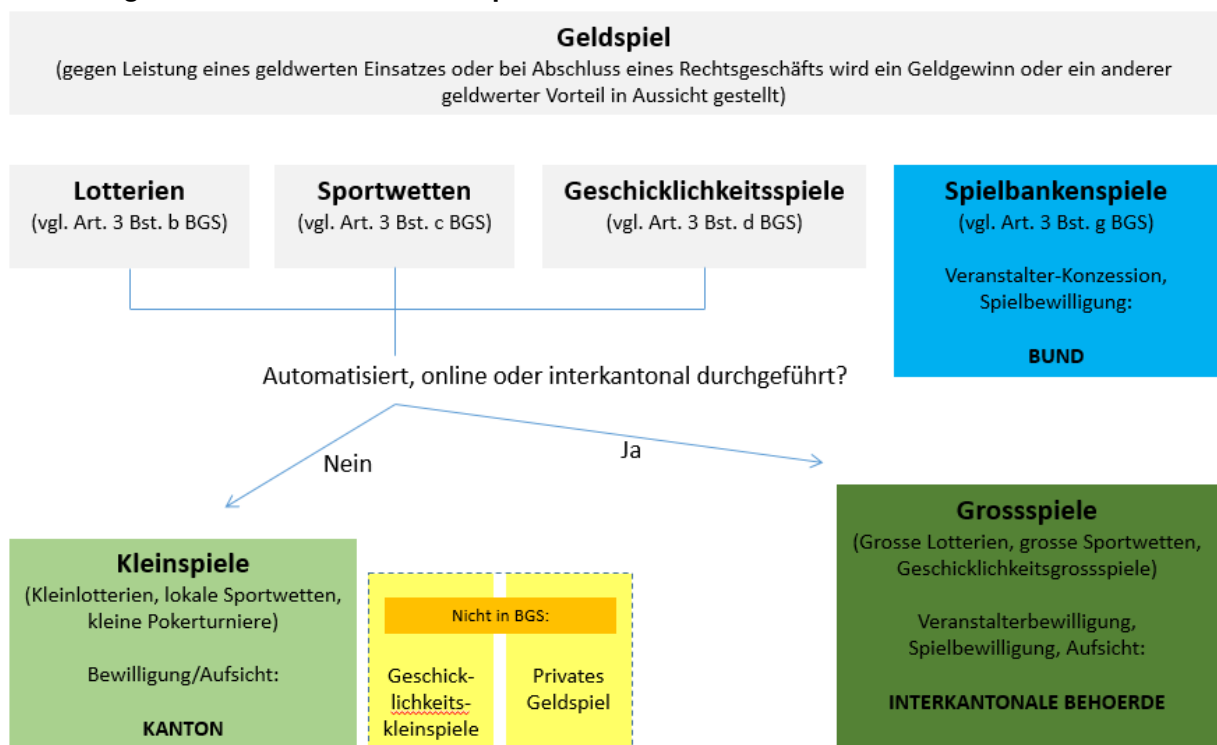 Geldspiel
(gegen Leistung eines geldwerten Einsatzes oder bei Abschluss eines Rechtsgeschäfts wird ein Geldgewinn oder ein anderer
geldwerter Vorteil in Aussicht gestellt)
Lotterien
(vgl. Art. 3 Bst. b BGS)
Sportwetten
(vgl. Art. 3 Bst. c BGS)
Geschicklichkeitsspiele
(vgl. Art. 3 Bst. d BGS)
Spielbankenspiele
(vgl. Art. 3 Bst. g BGS)
Veranstalter-Konzession,
Spielbewilligung:
BUND
Automatisiert, online oder interkantonal durchgeführt?
Nein
Ja
Kleinspiele
(Kleinlotterien, lokale Sportwetten,
kleine Pokerturniere)
Bewilligung/Aufsicht:
KANTON
Nicht in BGS:
Geschick-
lichkeits-
kleinspiele
Privates
Geldspiel
Grossspiele
(Grosse Lotterien, grosse Sportwetten,
Geschicklichkeitsgrossspiele)
Veranstalterbewilligung,
Spielbewilligung, Aufsicht:
INTERKANTONALE BEHOERDE